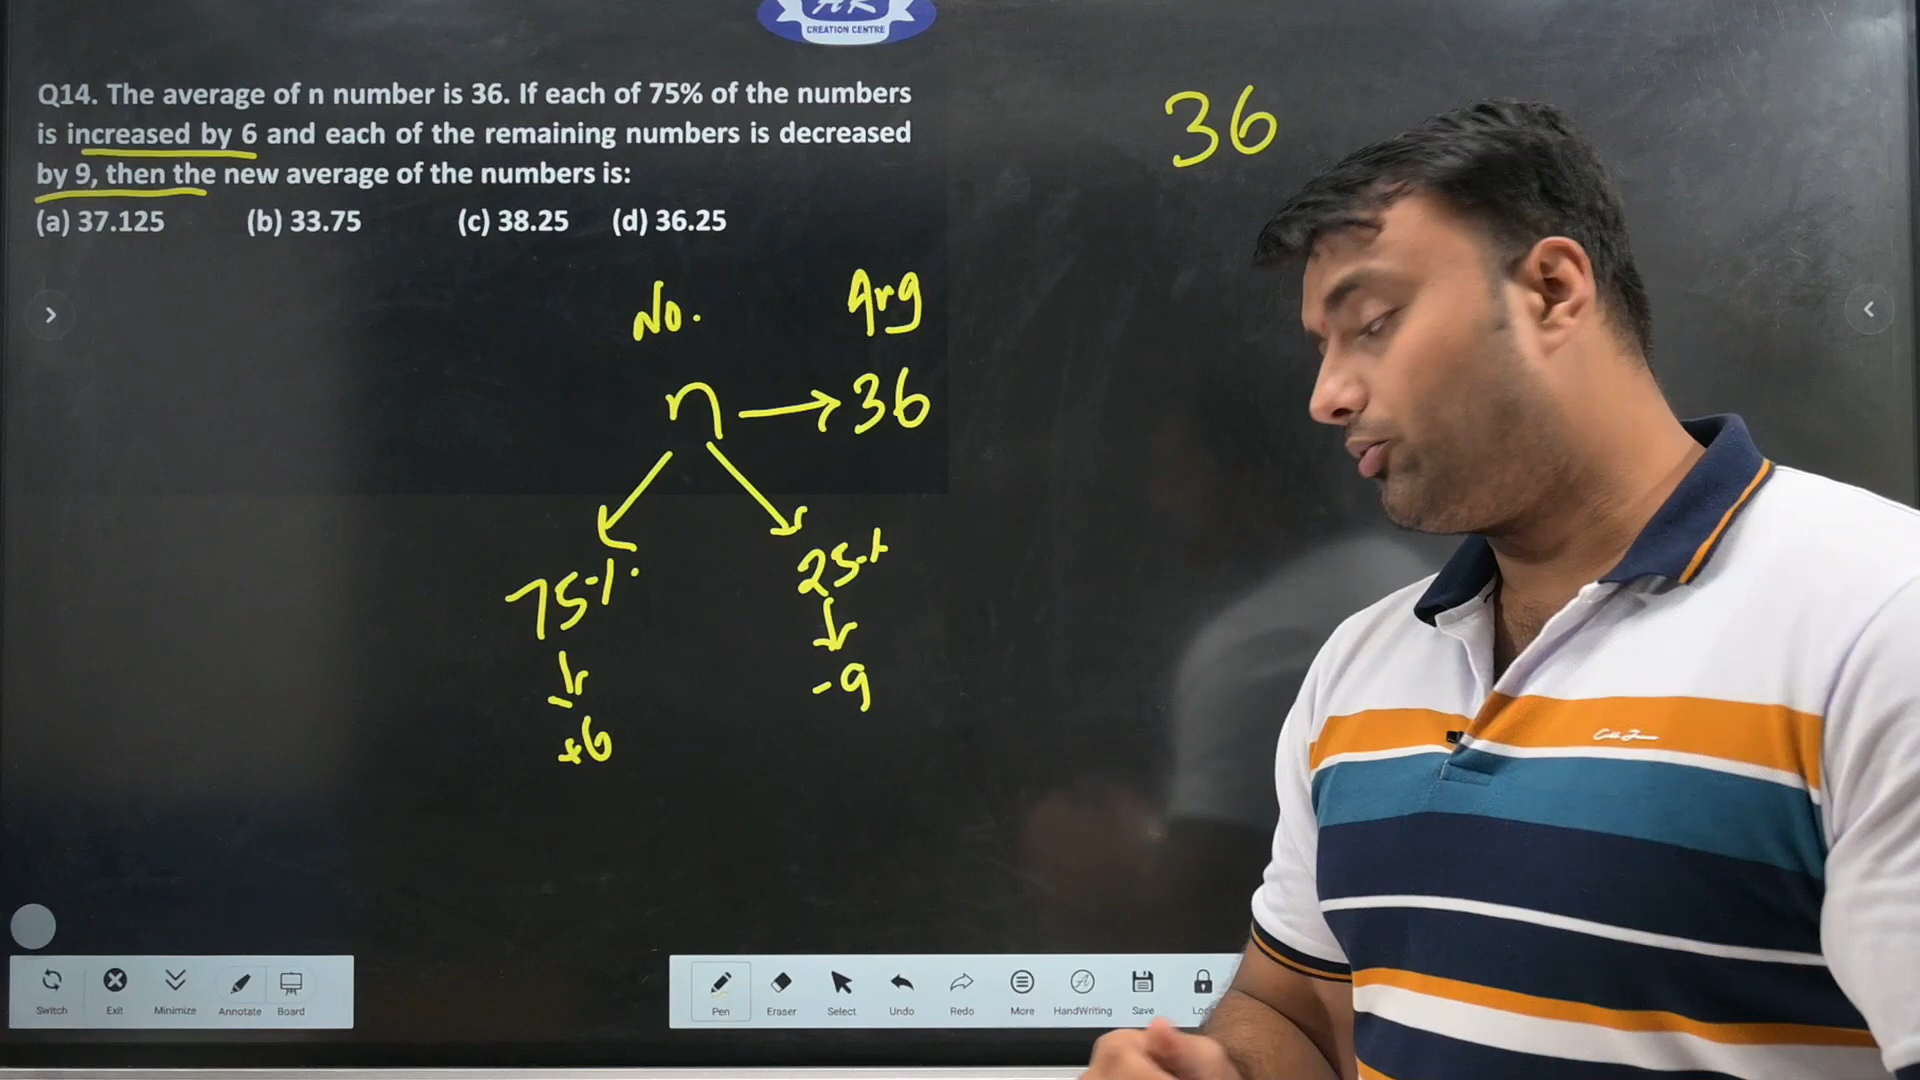 AK
CREATION CENTRE
Q14. The average of n number is 36. If each of 75% of the numbers
is increased by 6 and each of the remaining numbers is decreased
by 9, then the new average of the numbers is:
(a) 37.125 (b) 33.75 (c) 38.25 (d) 36.25
36
No. Avg
n → 36
75% 25%
+6 -9
Switch Exit Minimize Annotate Board
Pen Eraser Select Undo Redo More HandWriting Save